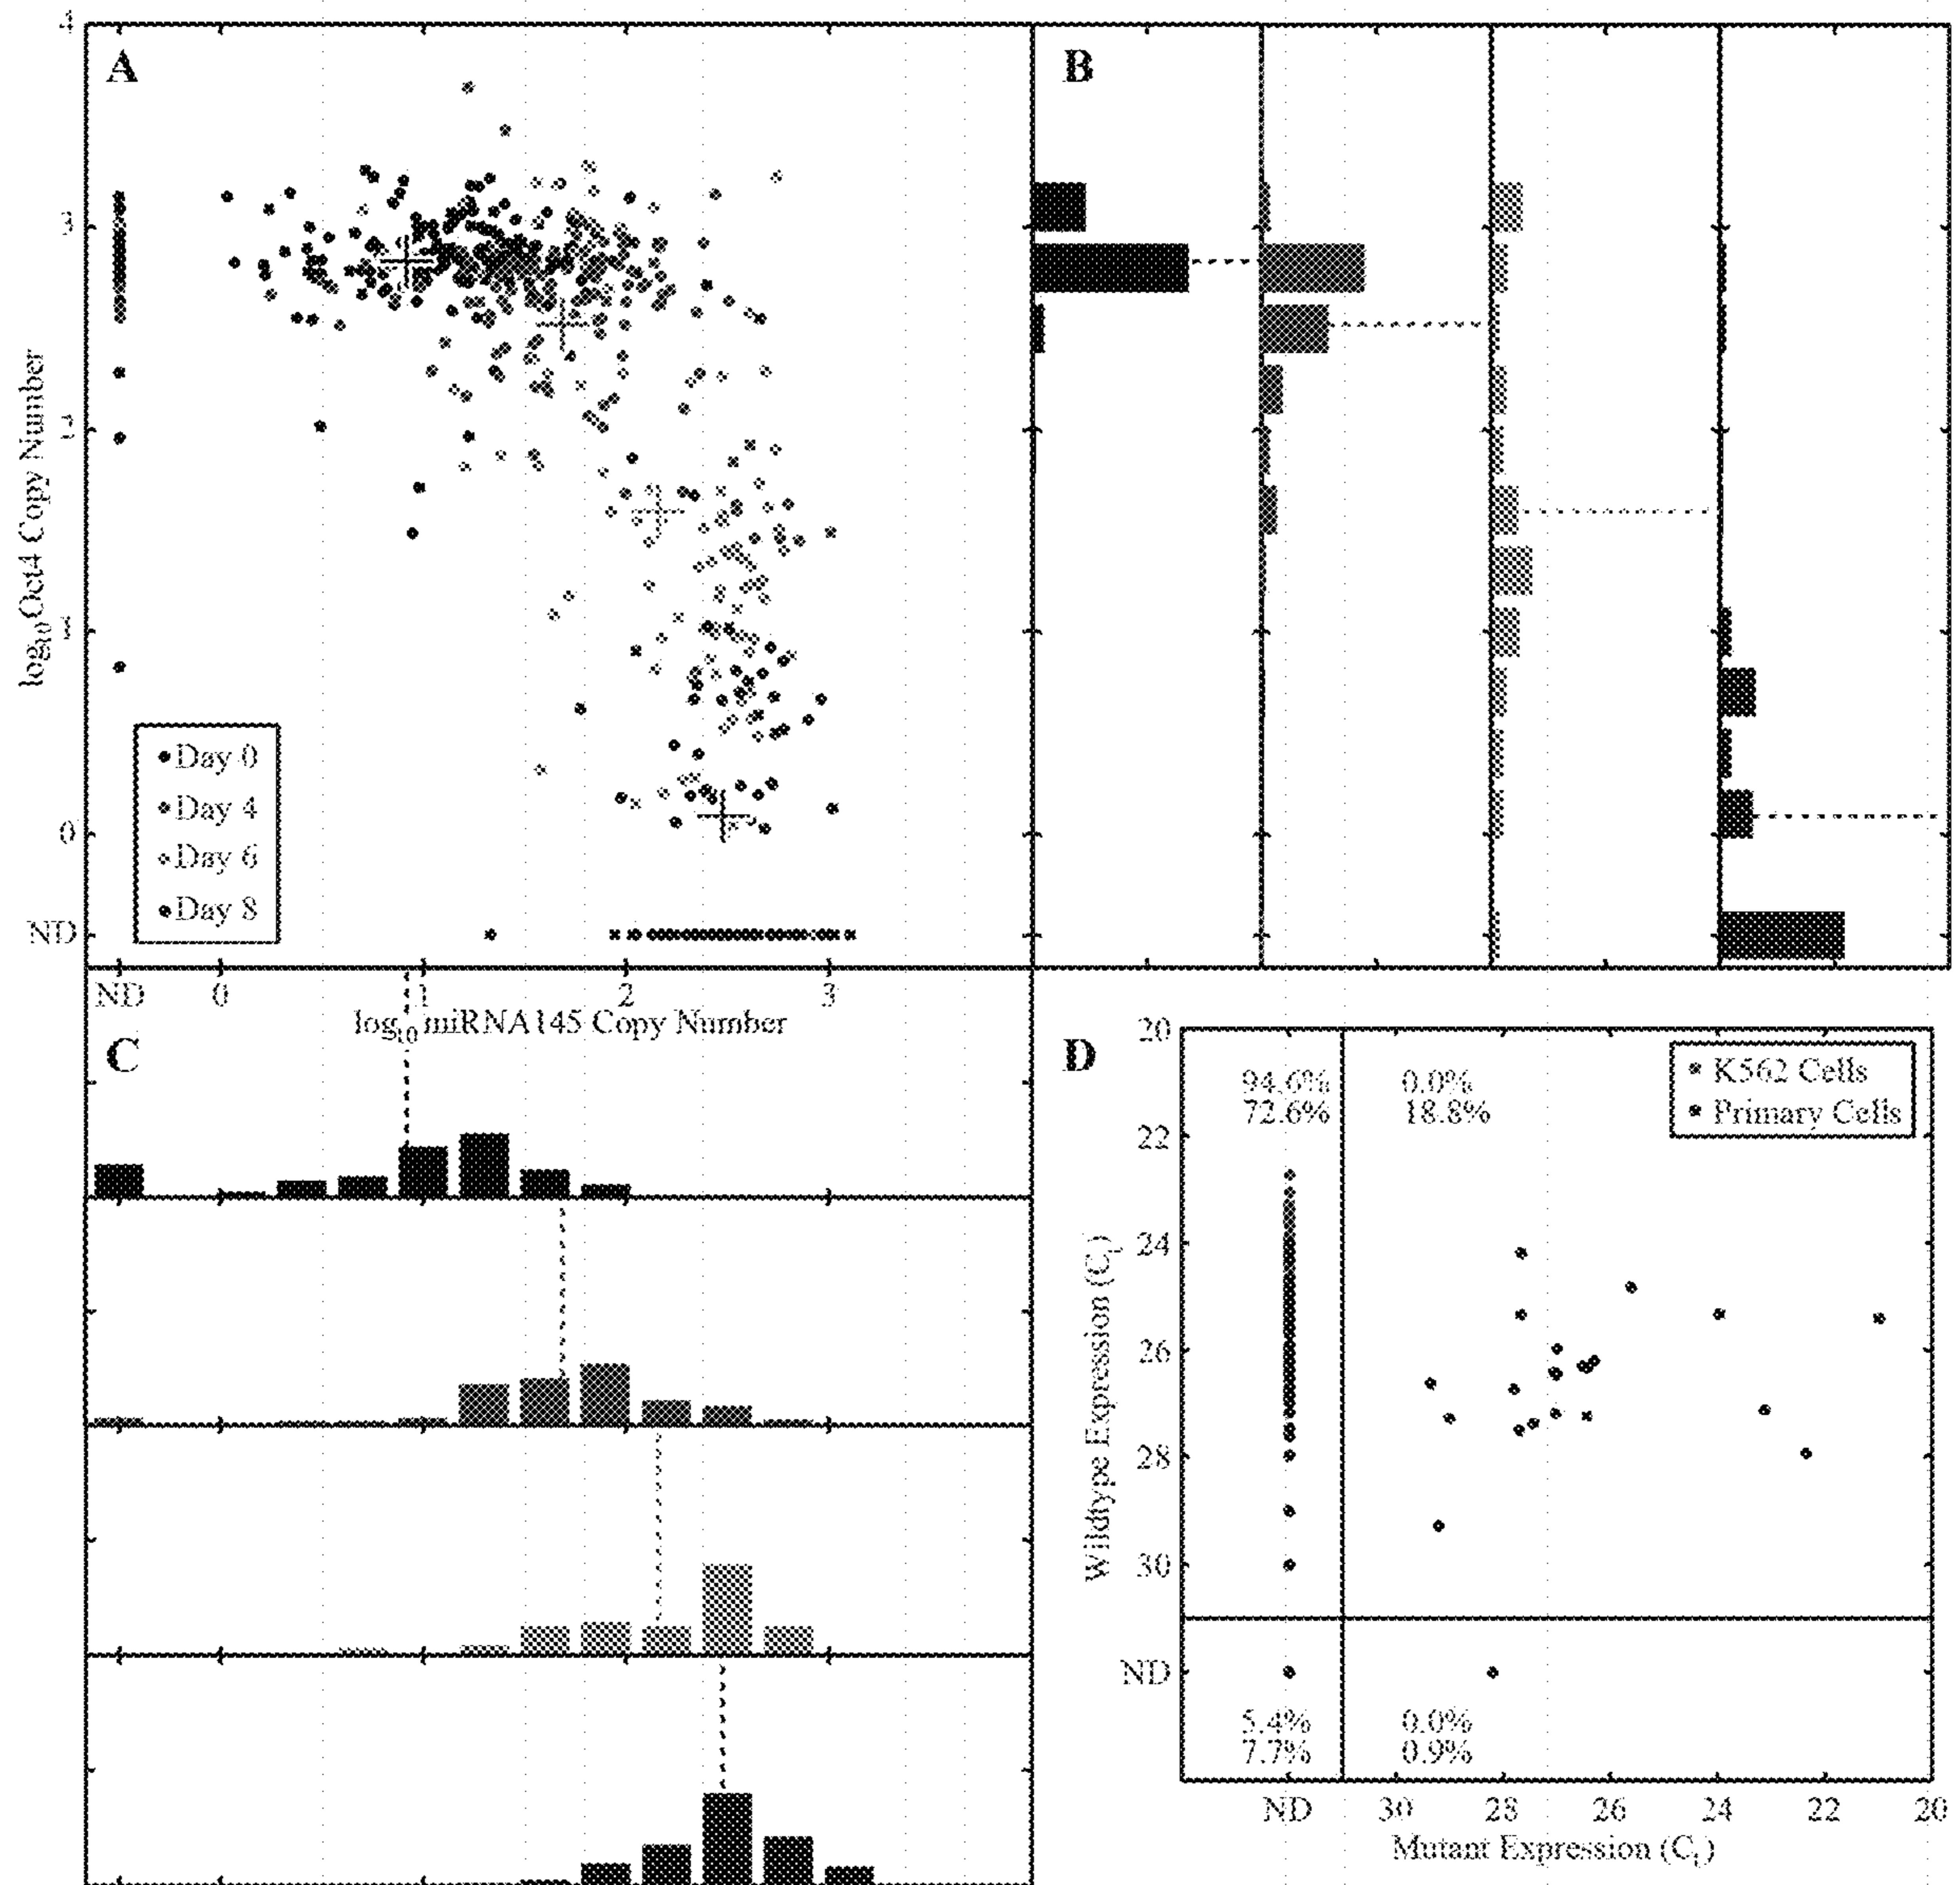 A
B
4
3
2
1
0
ND
log10 Oct4 Copy Number
Day 0
Day 4
Day 6
Day 8
ND 0 1 2 3
log10 miRNA145 Copy Number
C
D
K562 Cells
Primary Cells
94.6% 0.0%
72.6% 18.8%
20
22
24
26
28
30
ND
Wildtype Expression (Ct)
5.4% 0.0%
7.7% 0.9%
ND 30 28 26 24 22 20
Mutant Expression (Ct)